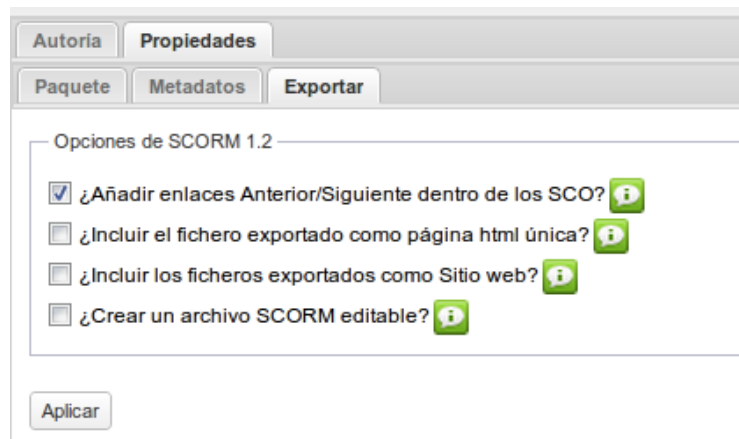 Autoría Propiedades
Paquete Metadatos Exportar
Opciones de SCORM 1.2
¿Añadir enlaces Anterior/Siguiente dentro de los SCO?
¿Incluir el fichero exportado como página html única?
¿Incluir los ficheros exportados como Sitio web?
¿Crear un archivo SCORM editable?
Aplicar